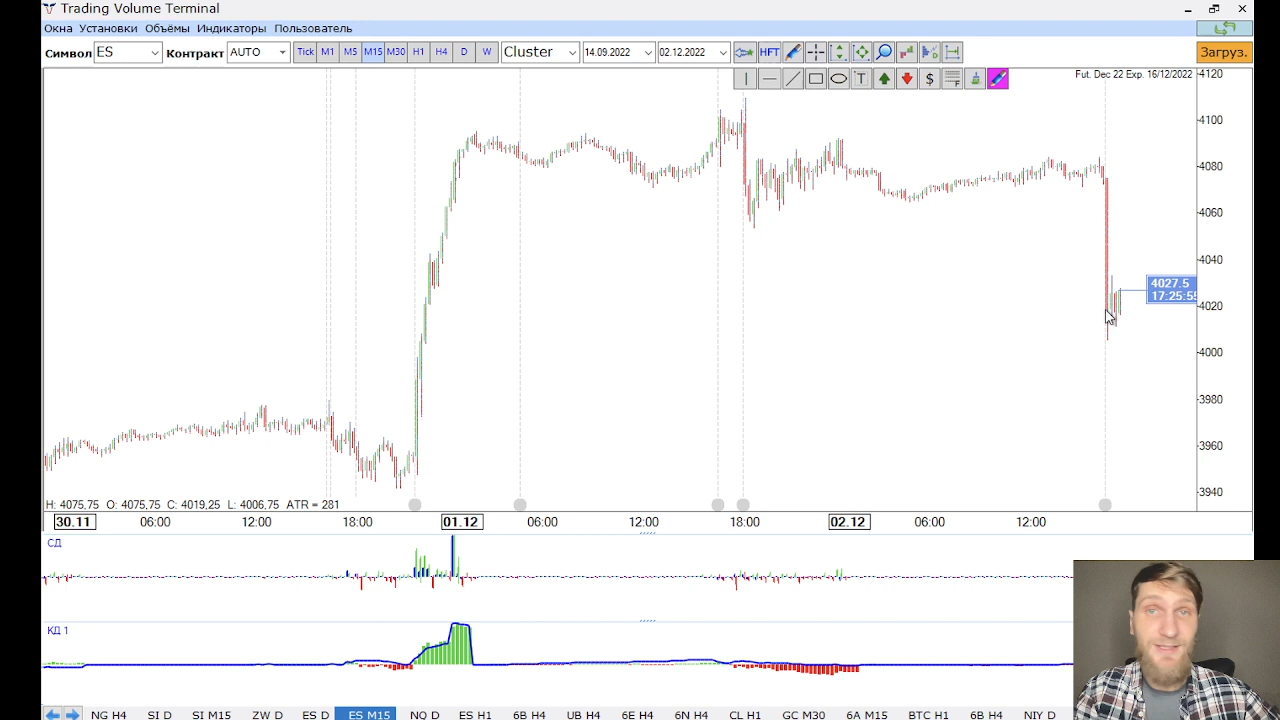 Trading Volume Terminal
Окна Установки Объёмы Индикаторы Пользователь
Символ ES Контракт AUTO Tick M1 M5 M15 M30 H1 H4 D W Cluster 14.09.2022 02.12.2022 HFT Загруз.
T $ F
Fut. Dec 22 Exp. 16/12/2022
4120
4100
4080
4060
4040
4027.5
17:25:55
4020
4000
3980
3960
3940
H: 4075,75 O: 4075,75 C: 4019,25 L: 4006,75 ATR = 281
30.11 06:00 12:00 18:00 01.12 06:00 12:00 18:00 02.12 06:00 12:00
СД
КД 1
NG H4 SI D SI M15 ZW D ES D ES M15 NQ D ES H1 6B H4 UB H4 6E H4 6N H4 CL H1 GC M30 6A M15 BTC H1 6B H4 NIY D